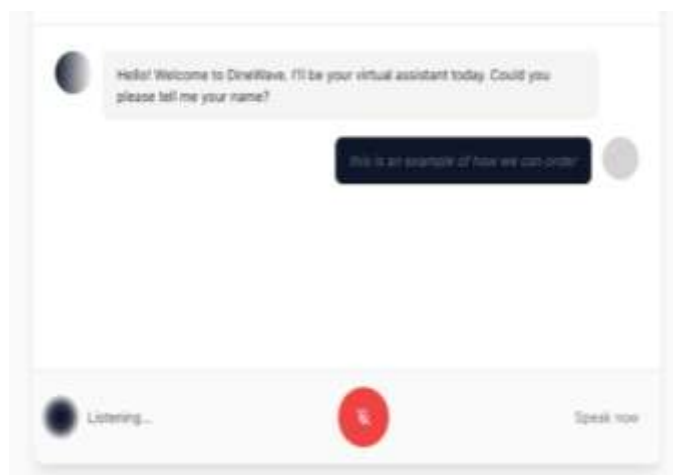 Hello! Welcome to DineWave, I'll be your virtual assistant today. Could you
please tell me your name?
this is an example of how we can order
Listening...
Speak now